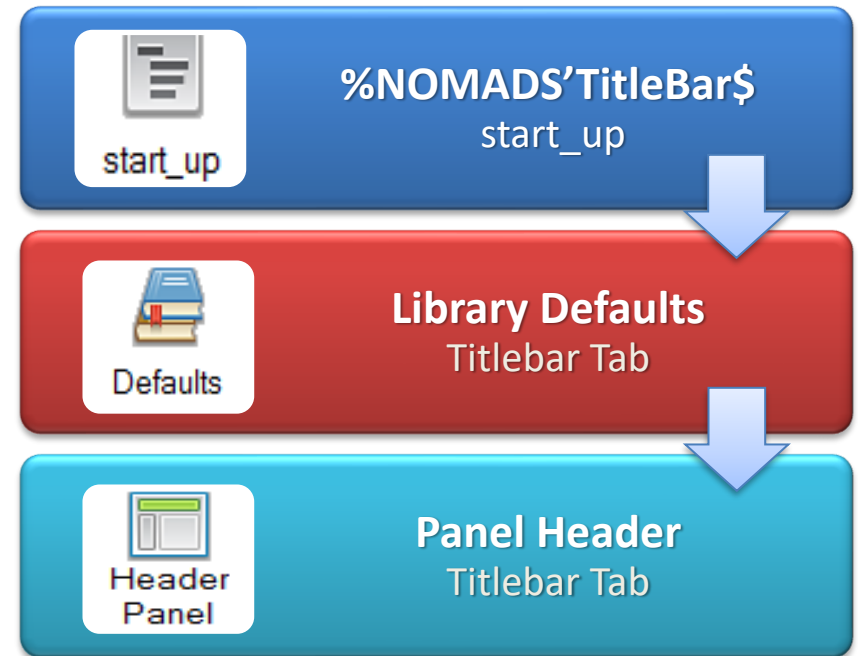 start_up
%NOMADS’TitleBar$
start_up
Defaults
Library Defaults
Titlebar Tab
Header
Panel
Panel Header
Titlebar Tab